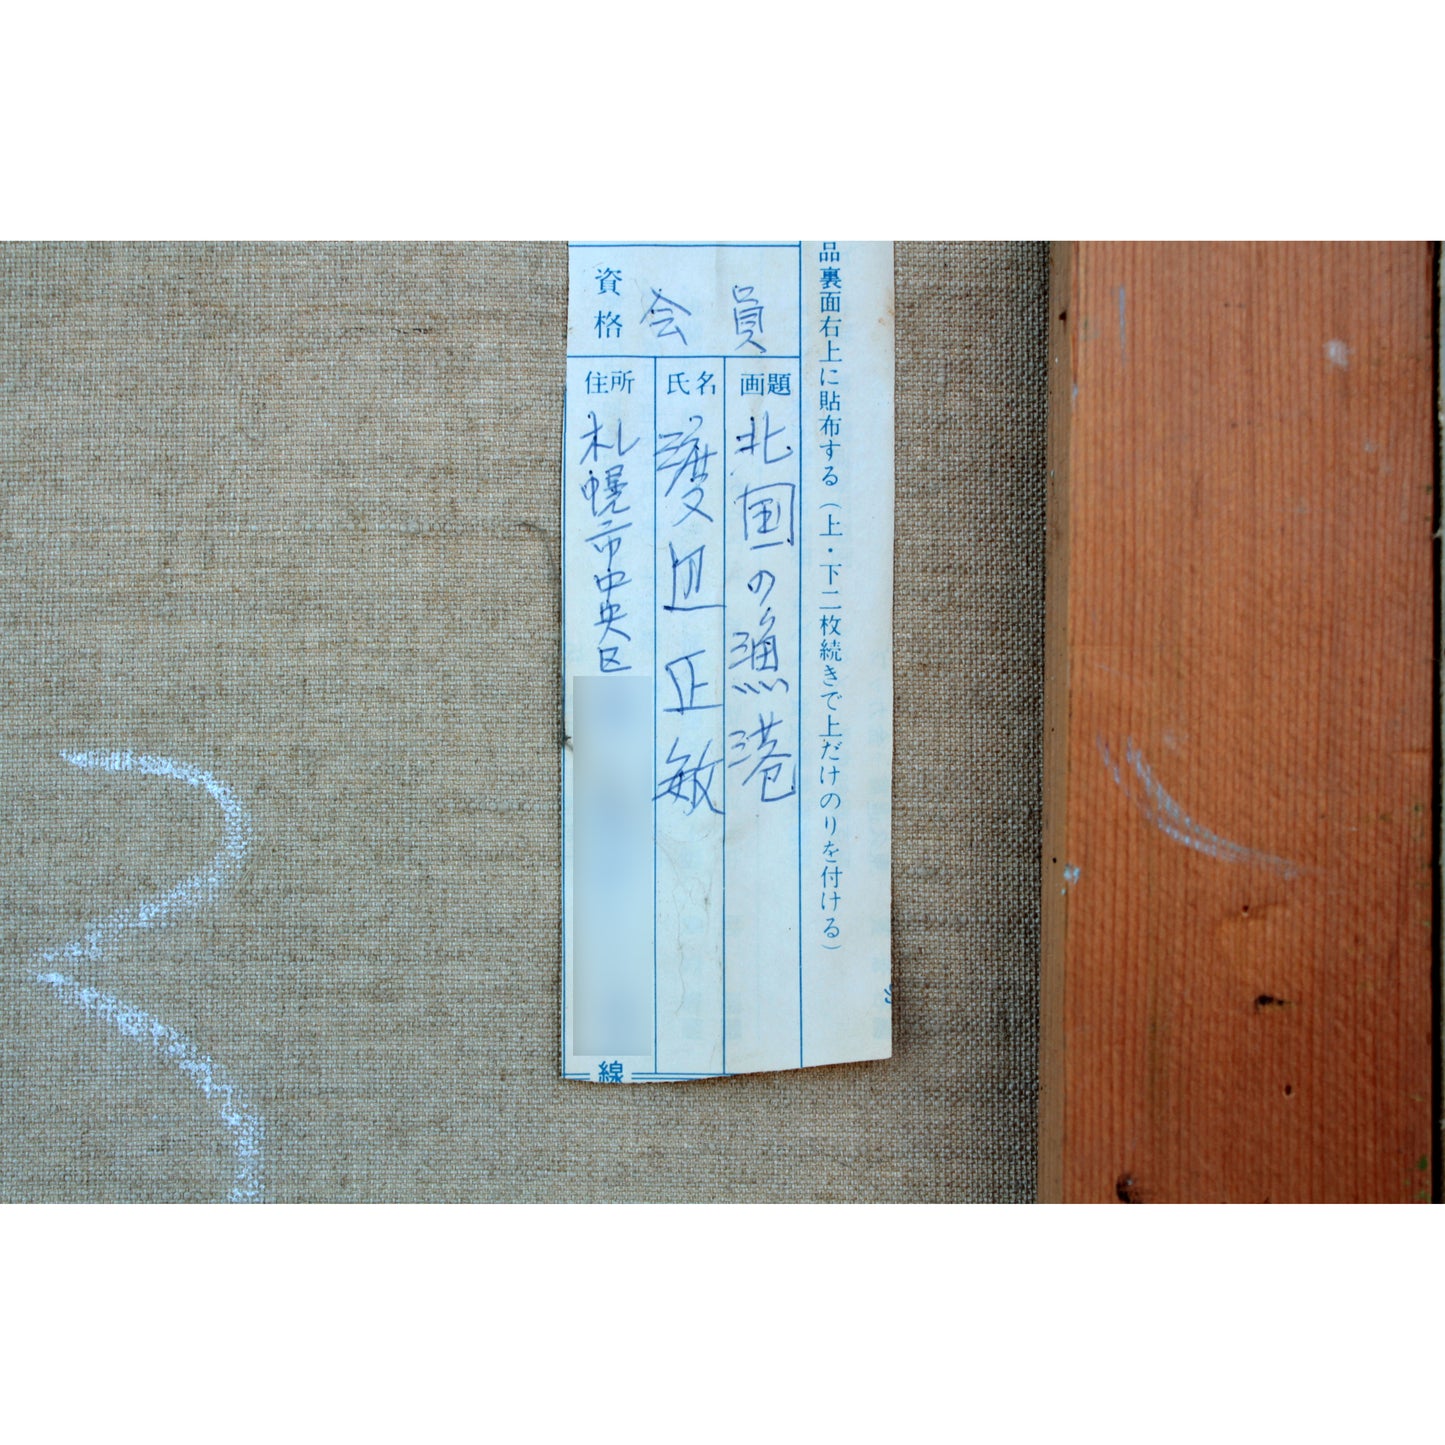 品裏面右上に貼布する(上・下二枚続きで上だけのりを付ける)
資格
会員
画題
北国の漁港
氏名
渡辺正敏
住所
札幌市中央区
線